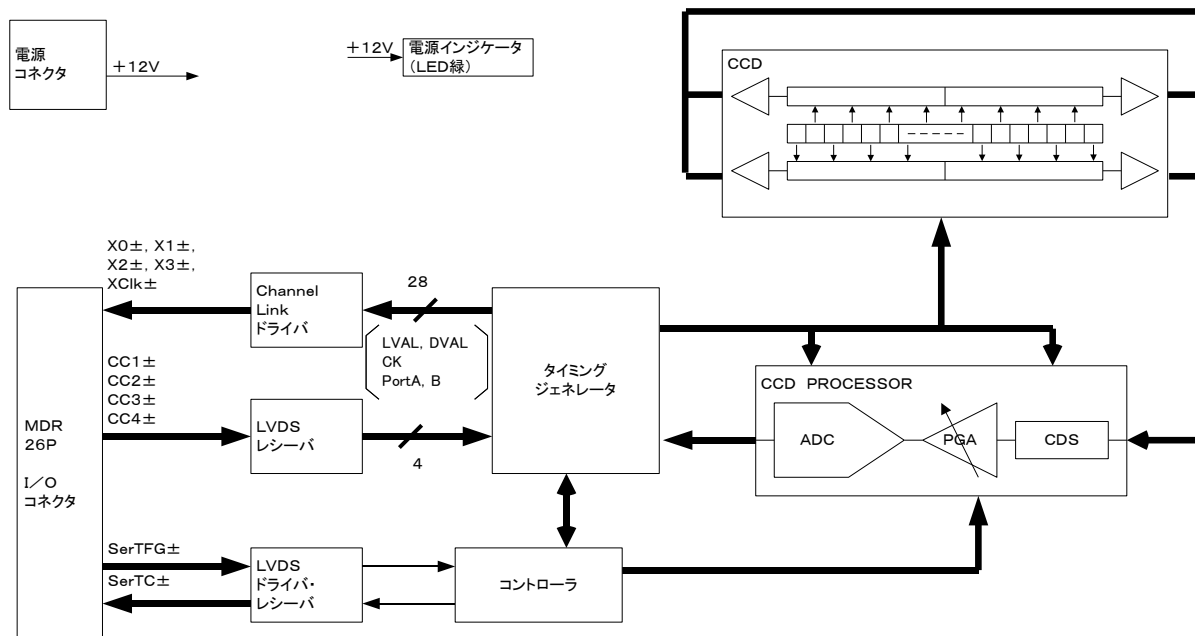 電源
コネクタ
＋12V
＋12V
電源インジケータ
（LED緑）
CCD
X0±, X1±,
X2±, X3±,
XClk±
Channel
Link
ドライバ
28
LVAL, DVAL
CK
PortA, B
タイミング
ジェネレータ
CCD PROCESSOR
ADC
PGA
CDS
MDR
26P
I／O
コネクタ
CC1±
CC2±
CC3±
CC4±
LVDS
レシーバ
4
SerTFG±
SerTC±
LVDS
ドライバ・
レシーバ
コントローラ